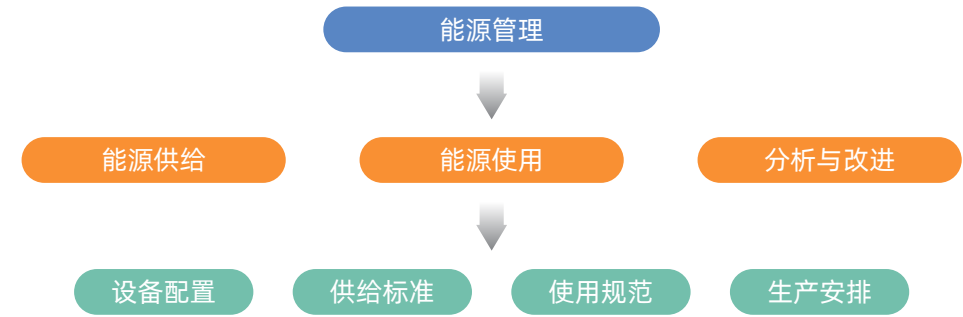 能源管理
能源供给
能源使用
分析与改进
设备配置
供给标准
使用规范
生产安排